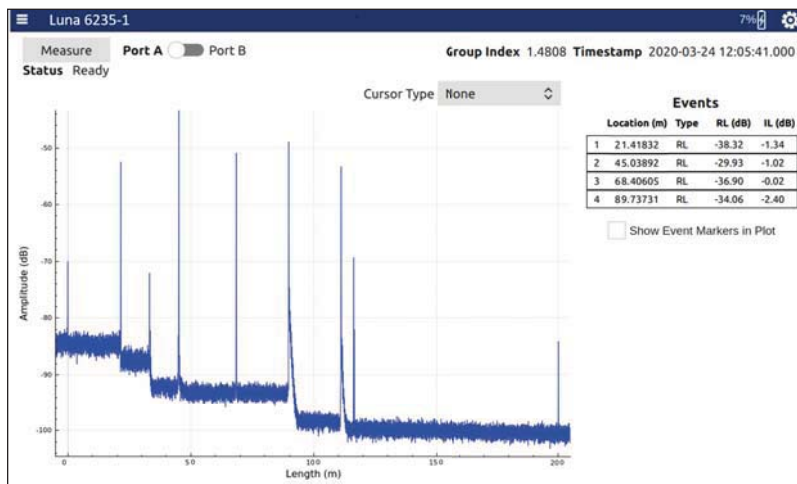 Luna 6235-1
7%
Measure Port A Port B Group Index 1.4808 Timestamp 2020-03-24 12:05:41.000
Status Ready
Cursor Type None
Events
Location (m) Type RL (dB) IL (dB)
1 21.41832 RL -38.32 -1.34
2 45.03892 RL -29.93 -1.02
3 68.40605 RL -36.90 -0.02
4 89.73731 RL -34.06 -2.40
Show Event Markers in Plot
Amplitude (dB)
-50
-60
-70
-80
-90
-100
0 50 100 150 200
Length (m)